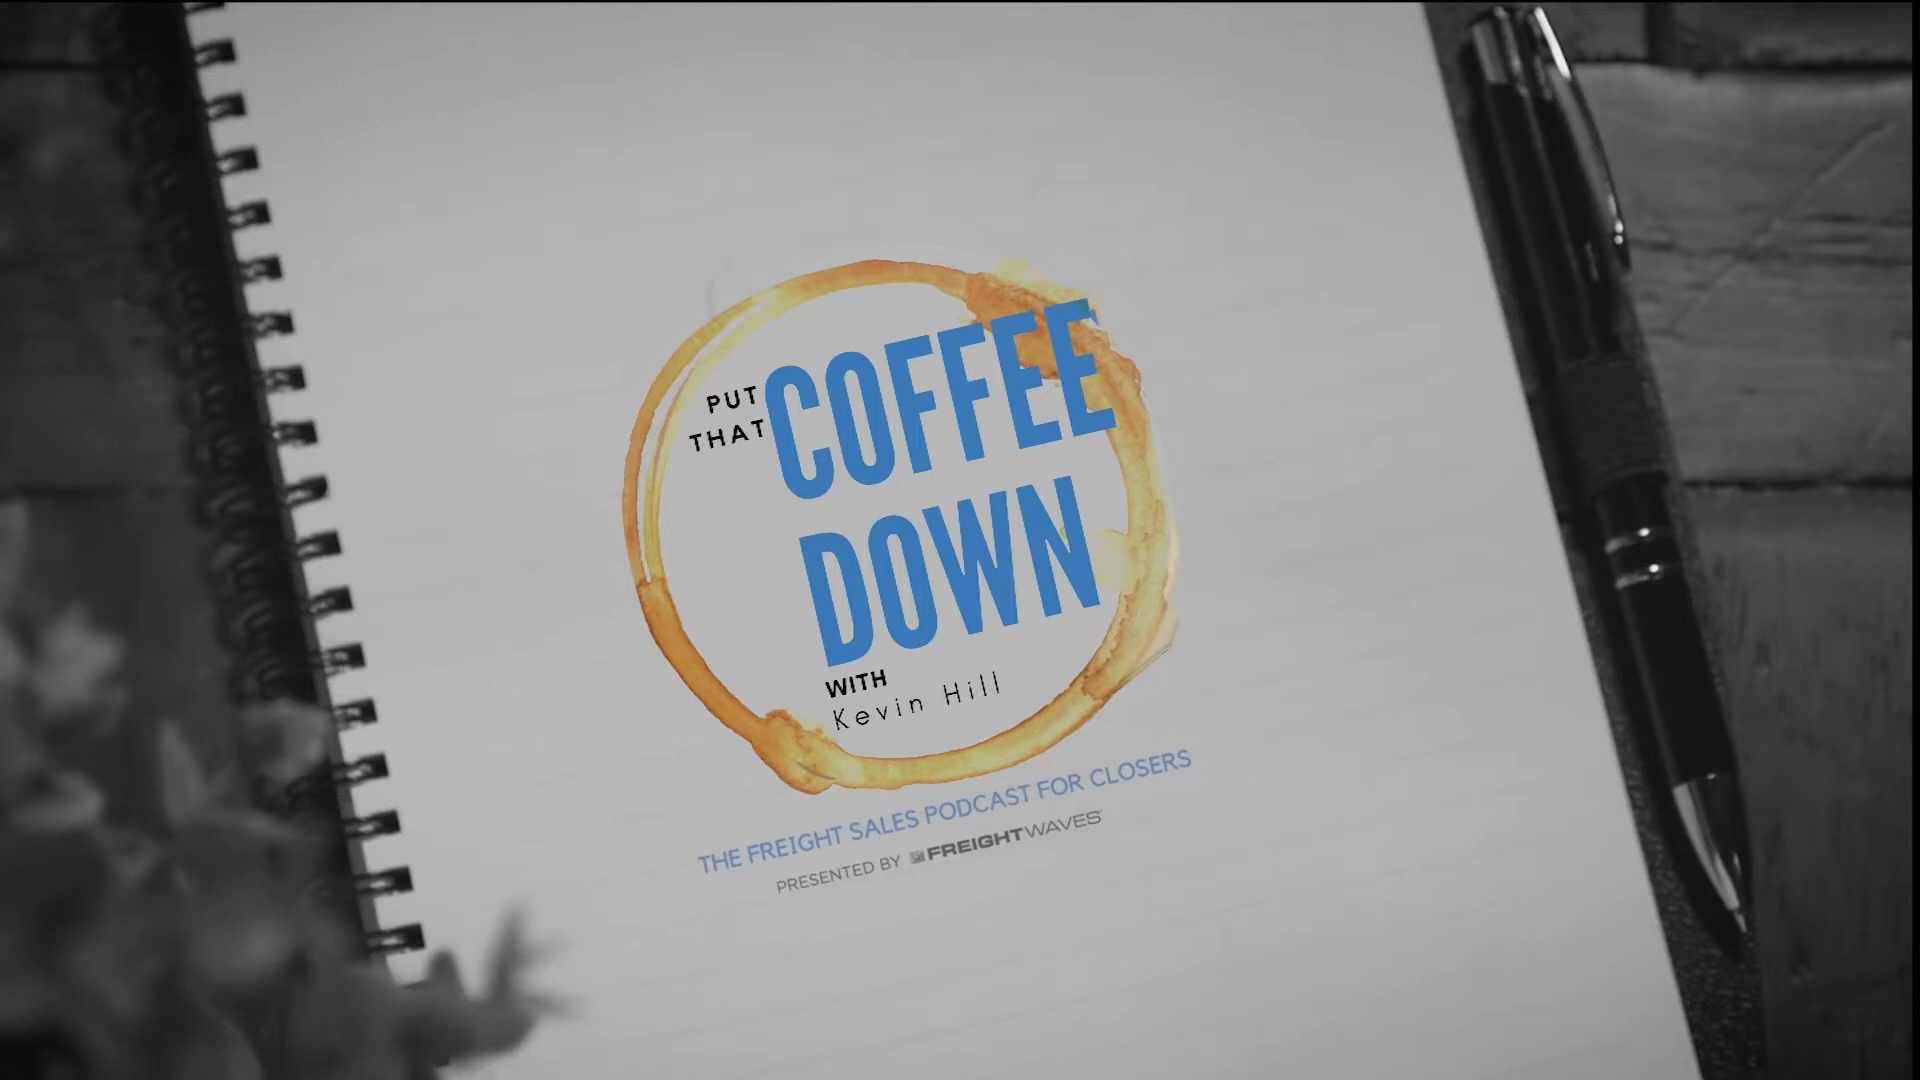 PUT
THAT
COFFEE
DOWN
WITH
Kevin Hill
THE FREIGHT SALES PODCAST FOR CLOSERS
PRESENTED BY FREIGHTWAVES